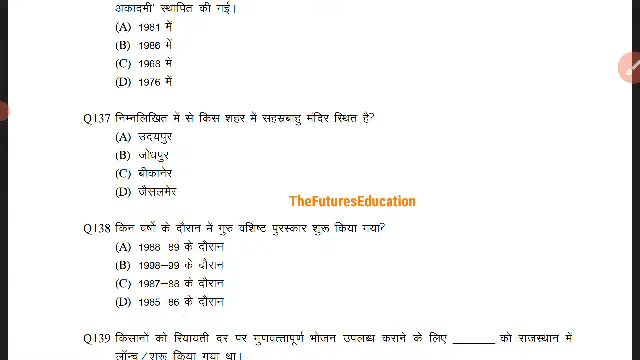 अकादमी' स्थापित की गई।
(A) 1981 में
(B) 1986 में
(C) 1968 में
(D) 1976 में
Q137 निम्नलिखित में से किस शहर में सहस्रबाहु मंदिर स्थित है?
(A) उदयपुर
(B) जोधपुर
(C) बीकानेर
(D) जैसलमेर
TheFuturesEducation
Q138 किन वर्षों के दौरान में गुरु वशिष्ट पुरस्कार शुरू किया गया?
(A) 1988–89 के दौरान
(B) 1998–99 के दौरान
(C) 1987–88 के दौरान
(D) 1985–86 के दौरान
Q139 किसानों को रियायती दर पर गुणवत्तापूर्ण भोजन उपलब्ध कराने के लिए _______ को राजस्थान में
लॉन्च/शुरू किया गया था।